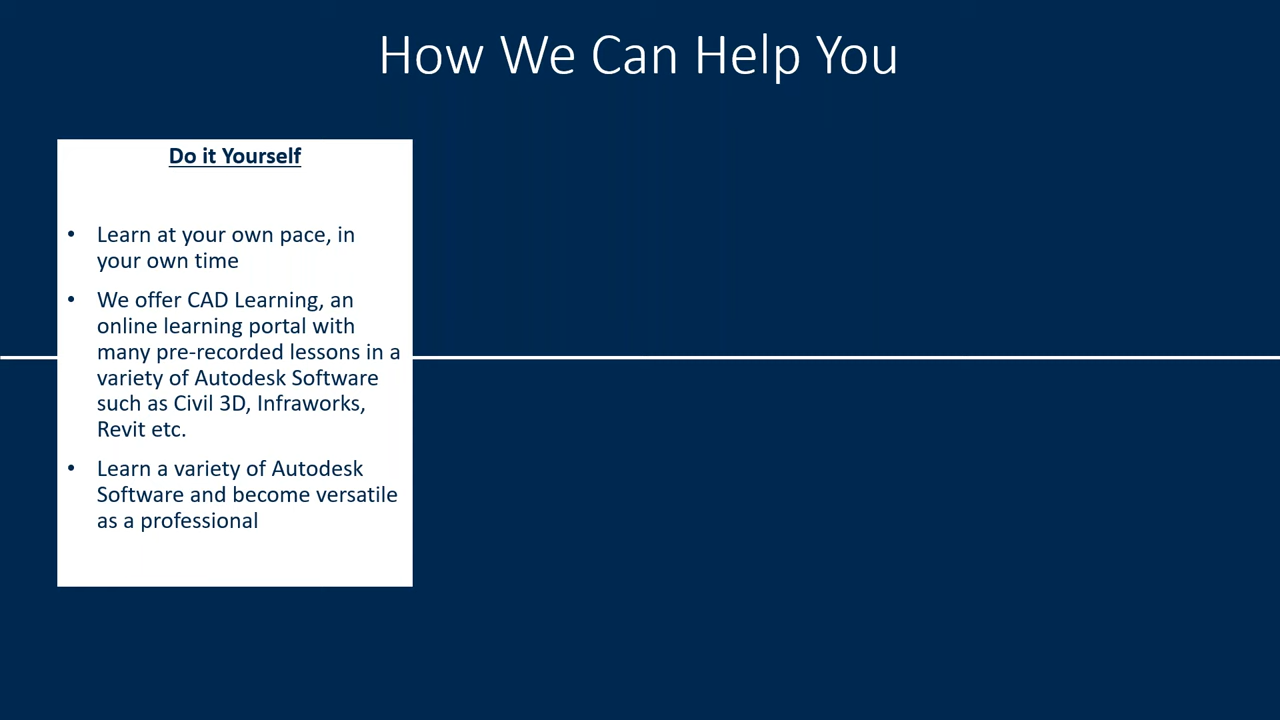 How We Can Help You
Do it Yourself
• Learn at your own pace, in
your own time
• We offer CAD Learning, an
online learning portal with
many pre-recorded lessons in a
variety of Autodesk Software
such as Civil 3D, Infraworks,
Revit etc.
• Learn a variety of Autodesk
Software and become versatile
as a professional